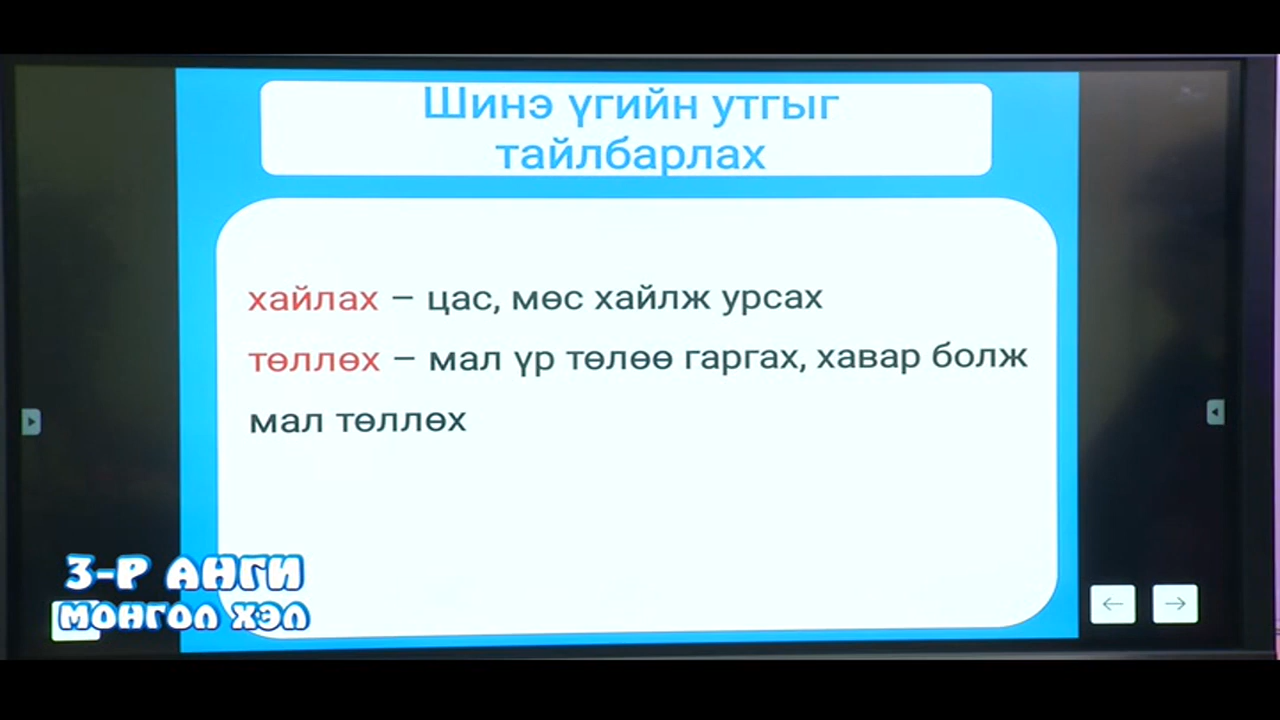 Шинэ үгийн утгыг
тайлбарлах
хайлах – цас, мөс хайлж урсах
төллөх – мал үр төлөө гаргах, хавар болж
мал төллөх
3-Р АНГИ
МОНГОЛ ХЭЛ